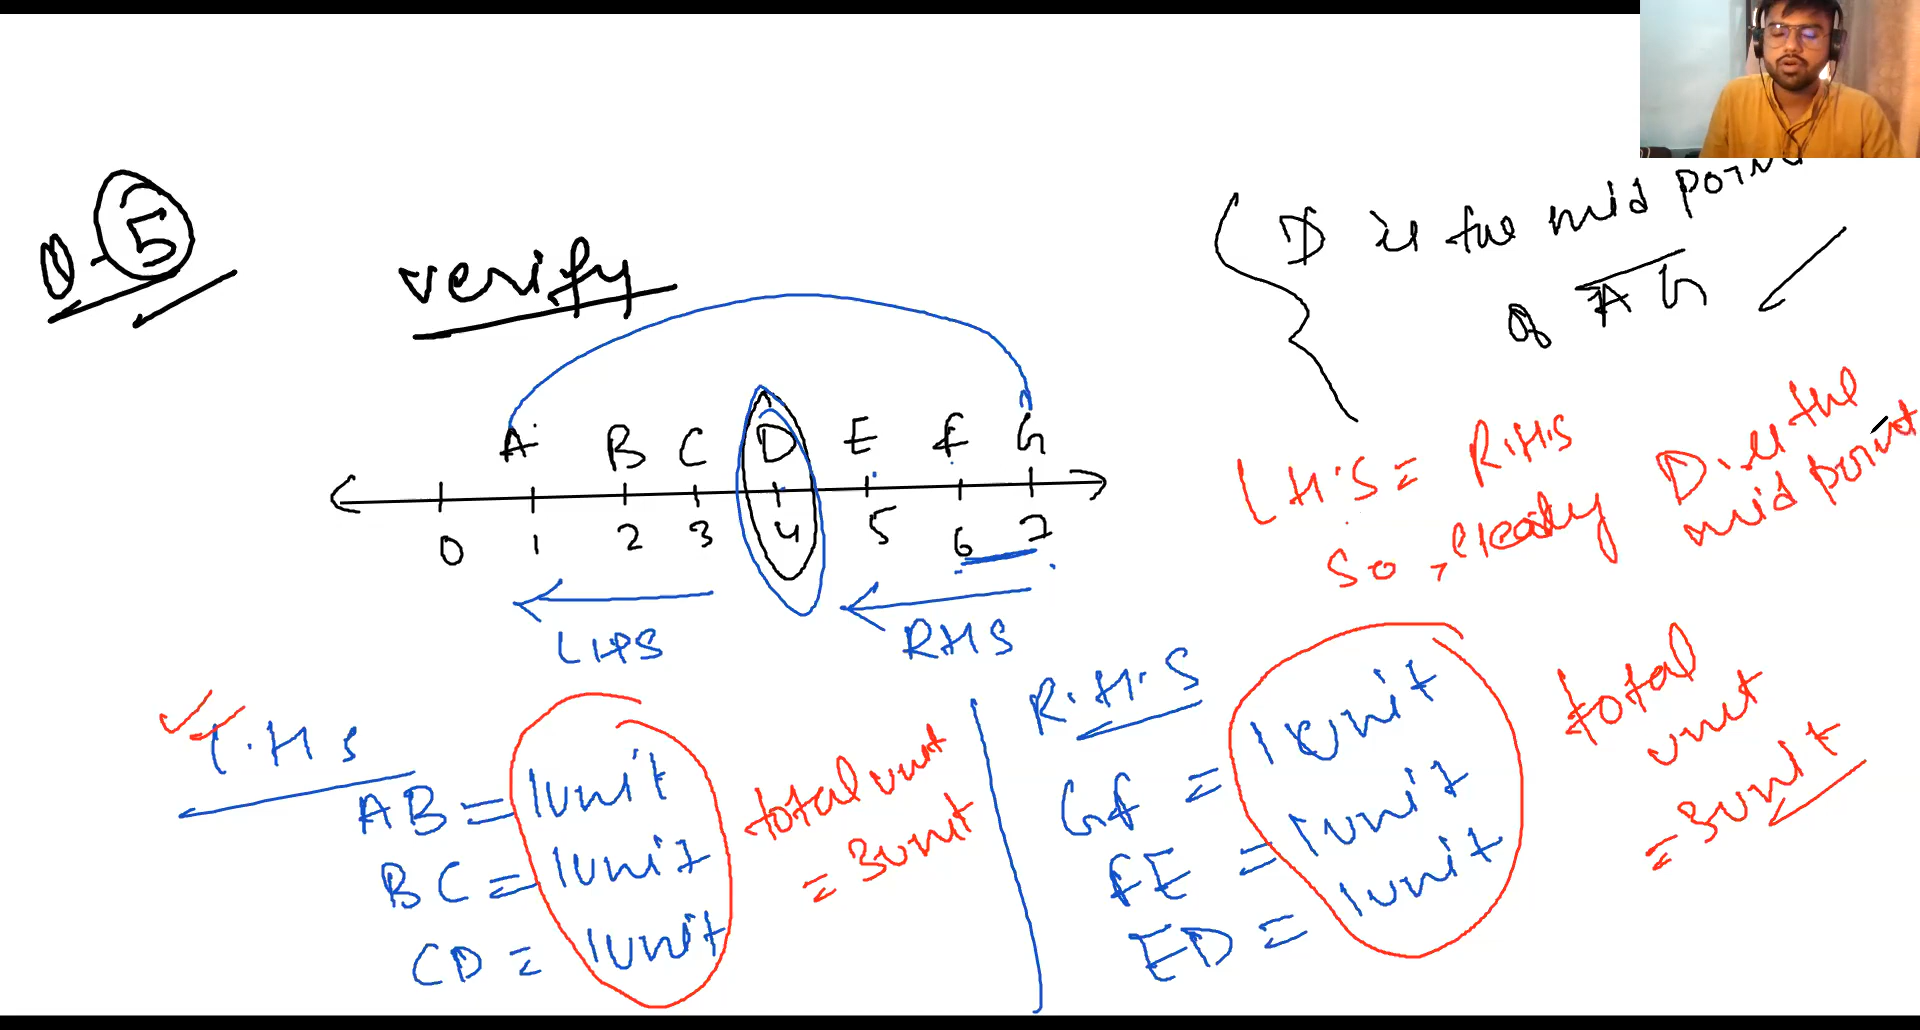 Q-5
verify
D is the mid point
of AG
A B C D E F G
0 1 2 3 4 5 6 7
LHS
RHS
LHS = R.H.S
So, clearly D is the
mid point
L.H S
AB = 1unit
BC = 1unit
CD = 1unit
total unit
= 3unit
R.H.S
GF = 1 unit
FE = 1unit
ED = 1unit
total
unit
= 3unit